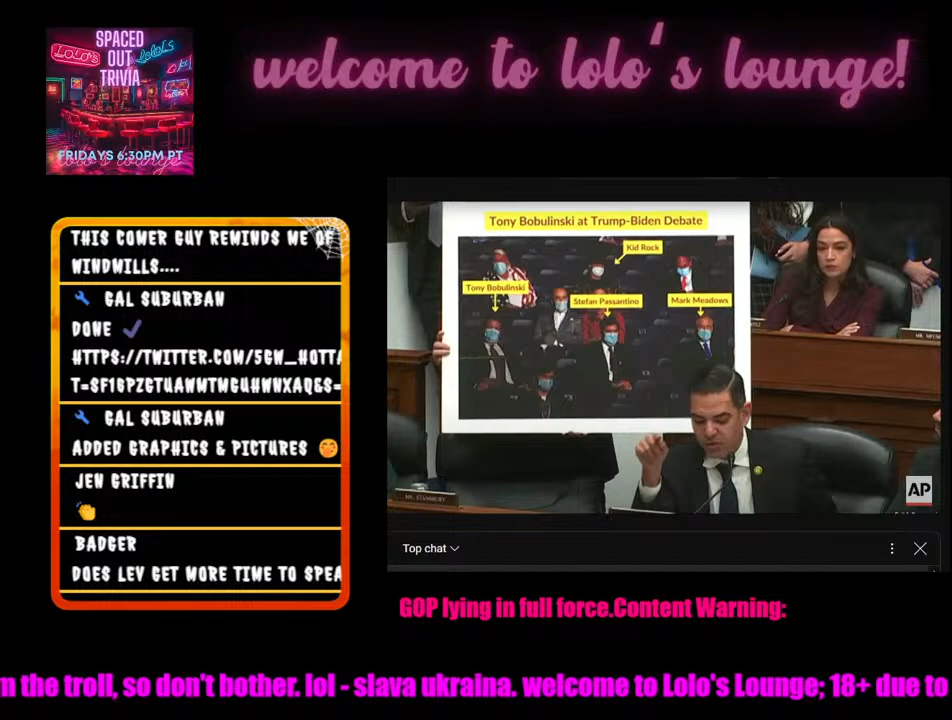 SPACED
OUT
TRIVIA
LOLO'S
LOLO'S
FRIDAYS 6:30PM PT
lolo's lounge
welcome to lolo's lounge!
THIS COMER GUY REMINDS ME OF
WINDMILLS....
GAL SUBURBAN
DONE ✔
HTTPS://TWITTER.COM/5GW_HOTTA
GAL SUBURBAN
ADDED GRAPHICS & PICTURES 🤭
JEN GRIFFIN
👏
BADGER
DOES LEV GET MORE TIME TO SPEA
Tony Bobulinski at Trump-Biden Debate
Kid Rock
Tony Bobulinski
Stefan Passantino
Mark Meadows
MS. STANSBURY
AP
Top chat
GOP lying in full force.Content Warning:
m the troll, so don't bother. lol - slava ukraina. welcome to Lolo's Lounge; 18+ due to